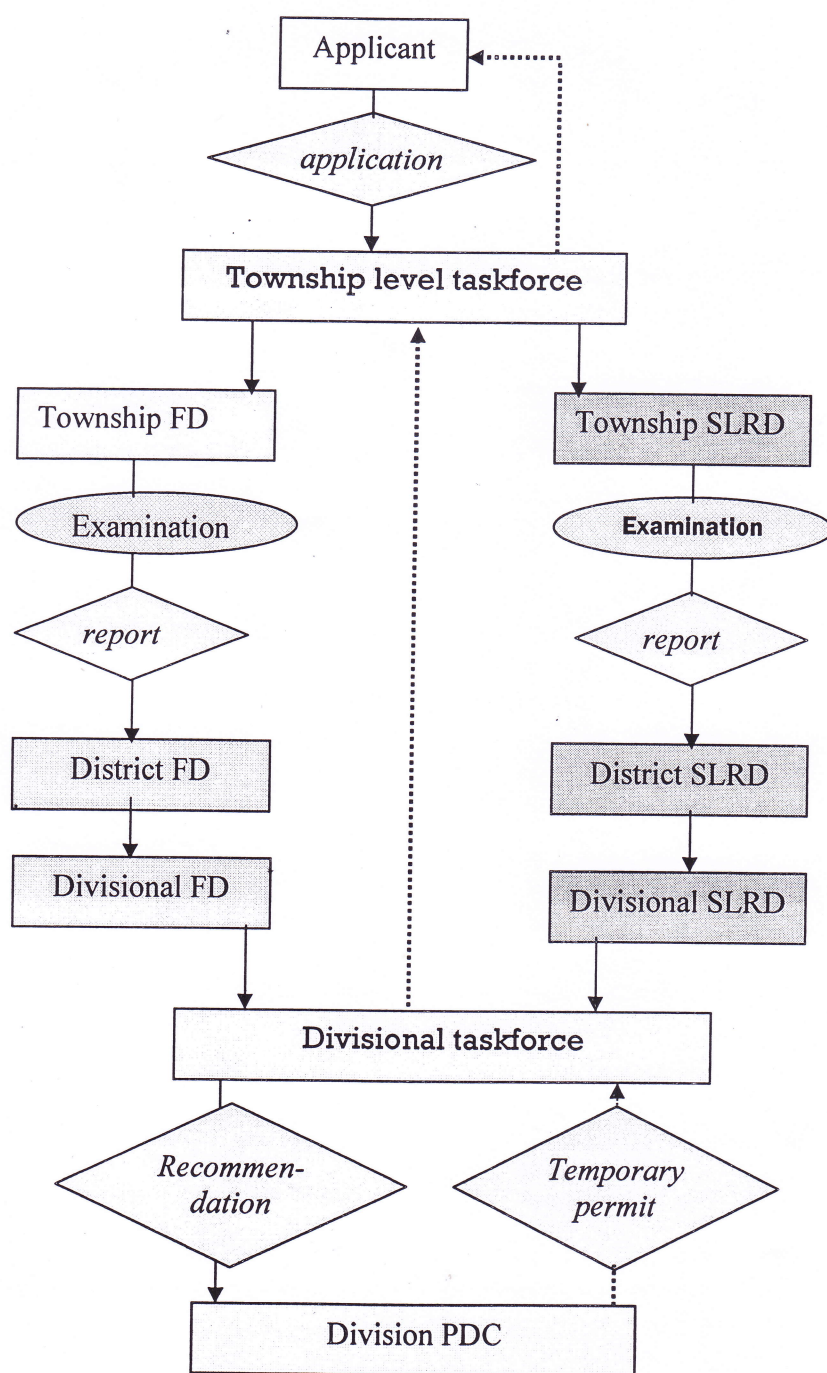 Applicant
application
Township level taskforce
Township FD
Township SLRD
Examination
Examination
report
report
District FD
District SLRD
Divisional FD
Divisional SLRD
Divisional taskforce
Recommen-
dation
Temporary
permit
Division PDC